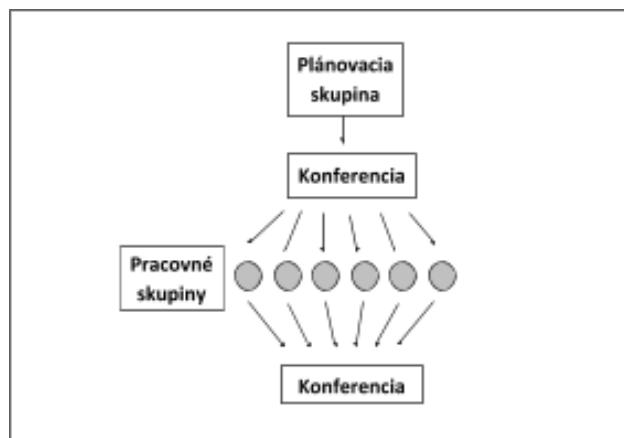 Plánovacia
skupina
Konferencia
Pracovné
skupiny
Konferencia